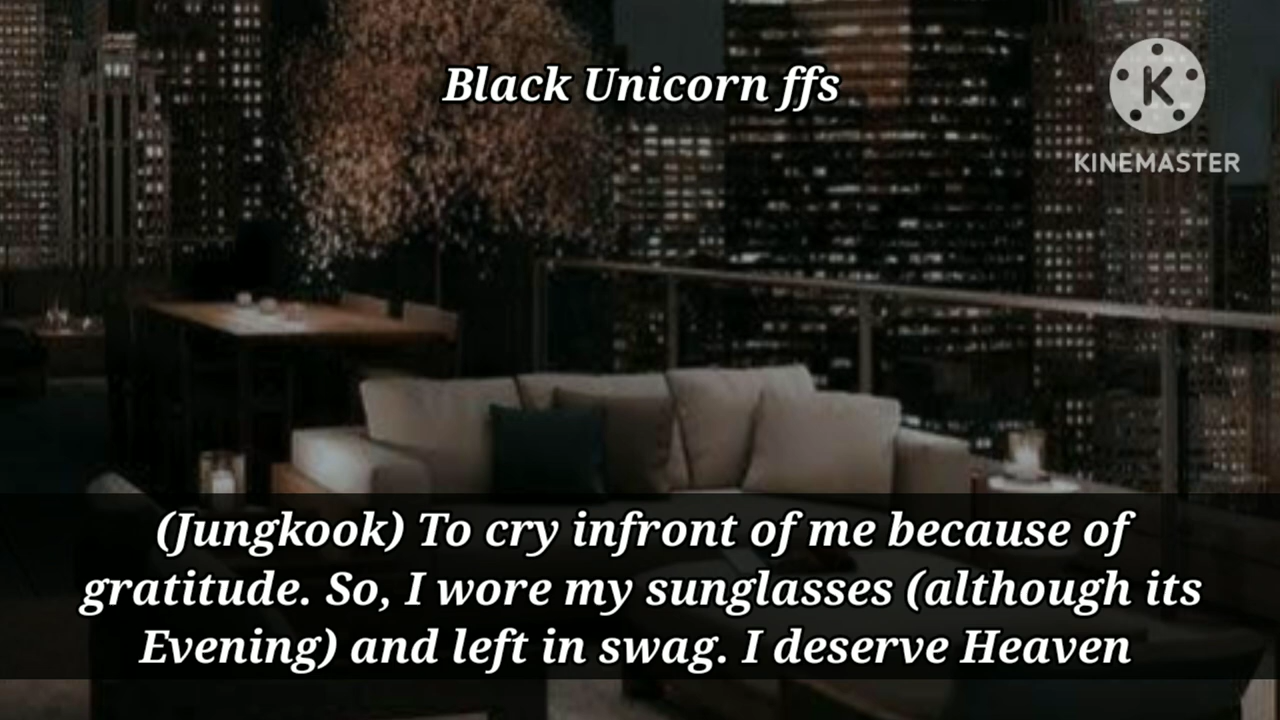 Black Unicorn ffs
K
KINEMASTER
(Jungkook) To cry infront of me because of
gratitude. So, I wore my sunglasses (although its
Evening) and left in swag. I deserve Heaven